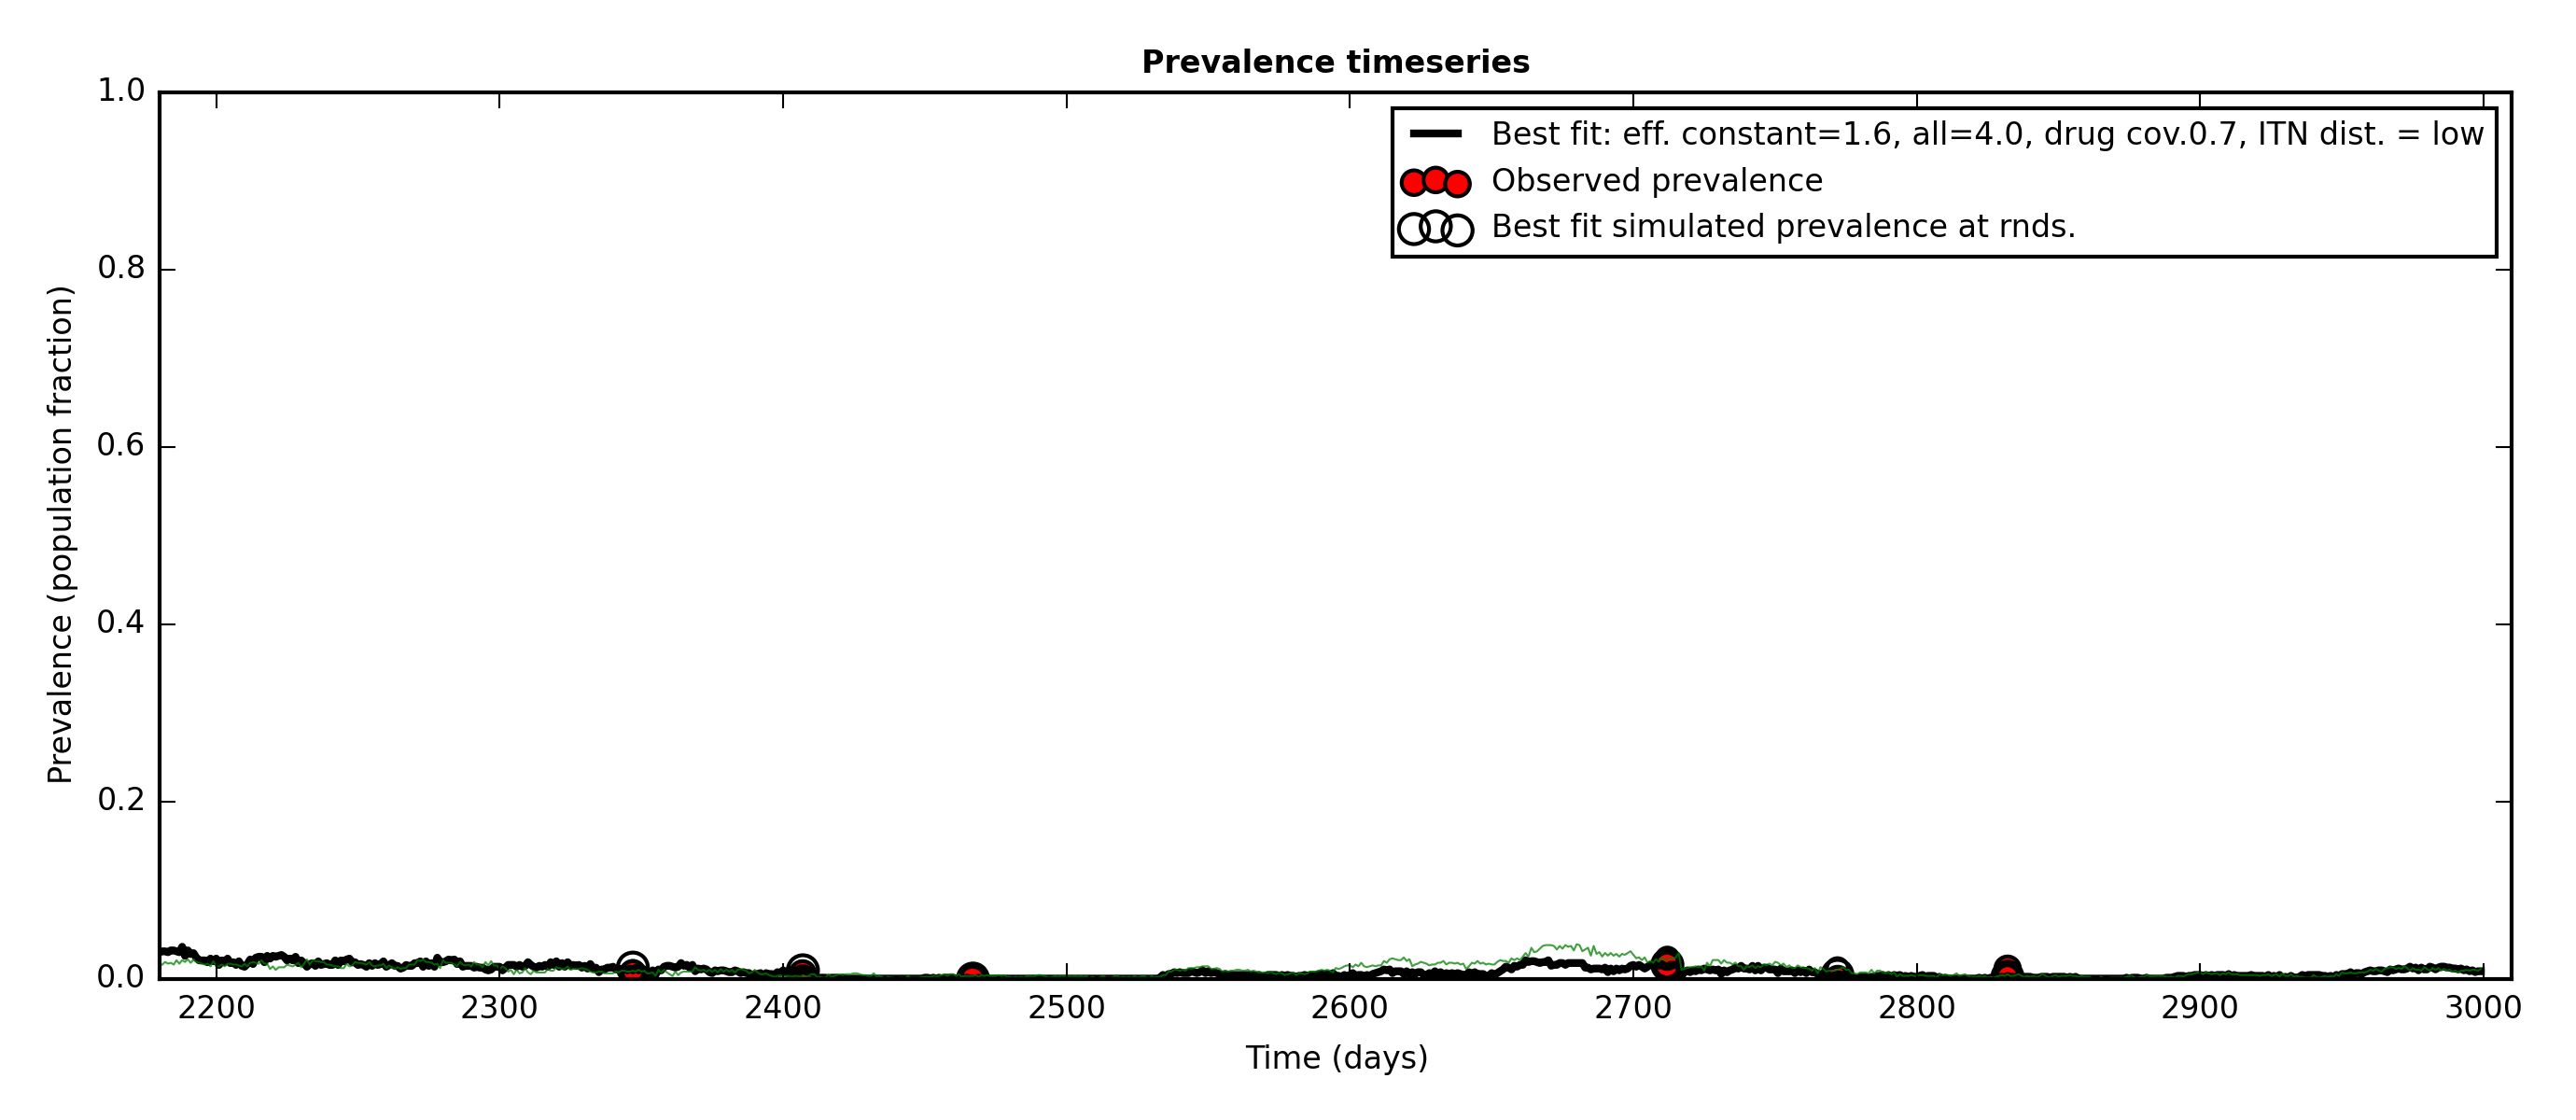 Prevalence timeseries
1.0
0.8
0.6
0.4
0.2
0.0
Prevalence (population fraction)
Best fit: eff. constant=1.6, all=4.0, drug cov.0.7, ITN dist. = low
Observed prevalence
Best fit simulated prevalence at rnds.
2200 2300 2400 2500 2600 2700 2800 2900 3000
Time (days)